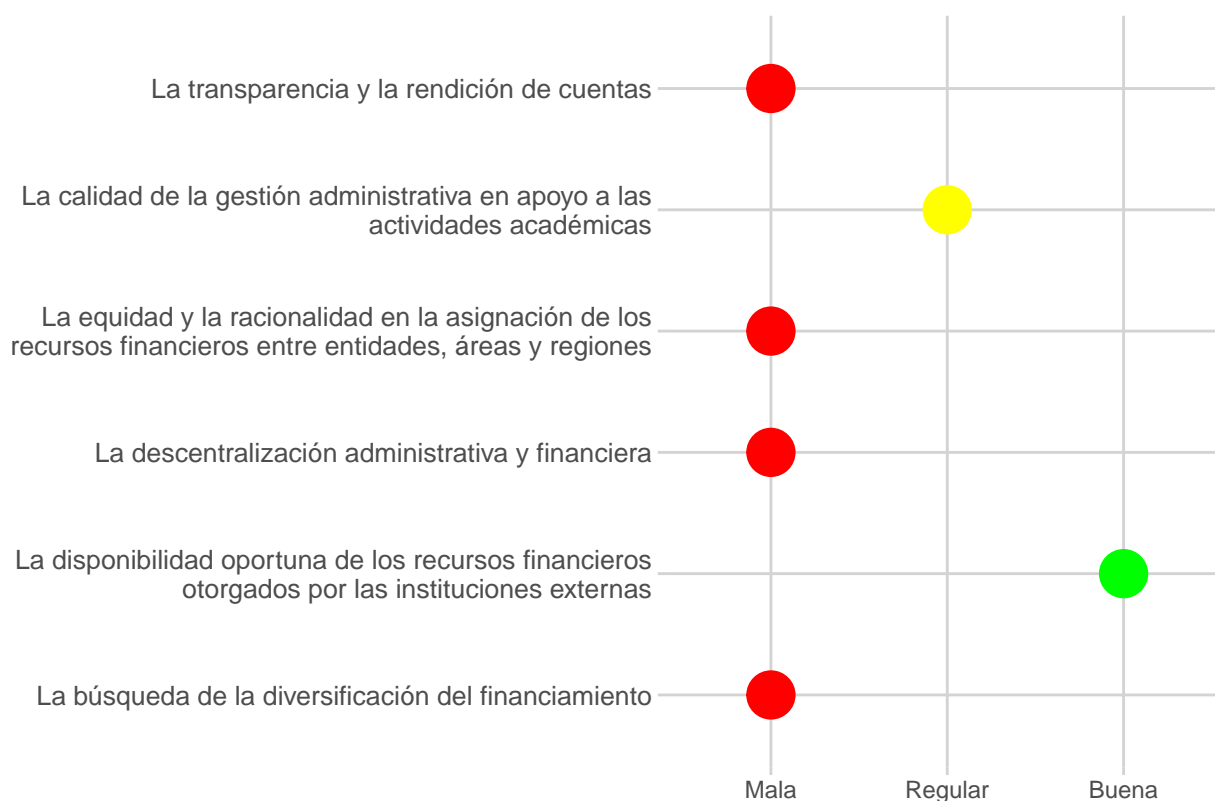 La transparencia y la rendición de cuentas
La calidad de la gestión administrativa en apoyo a las
actividades académicas
La equidad y la racionalidad en la asignación de los
recursos financieros entre entidades, áreas y regiones
La descentralización administrativa y financiera
La disponibilidad oportuna de los recursos financieros
otorgados por las instituciones externas
La búsqueda de la diversificación del financiamiento
Mala Regular Buena